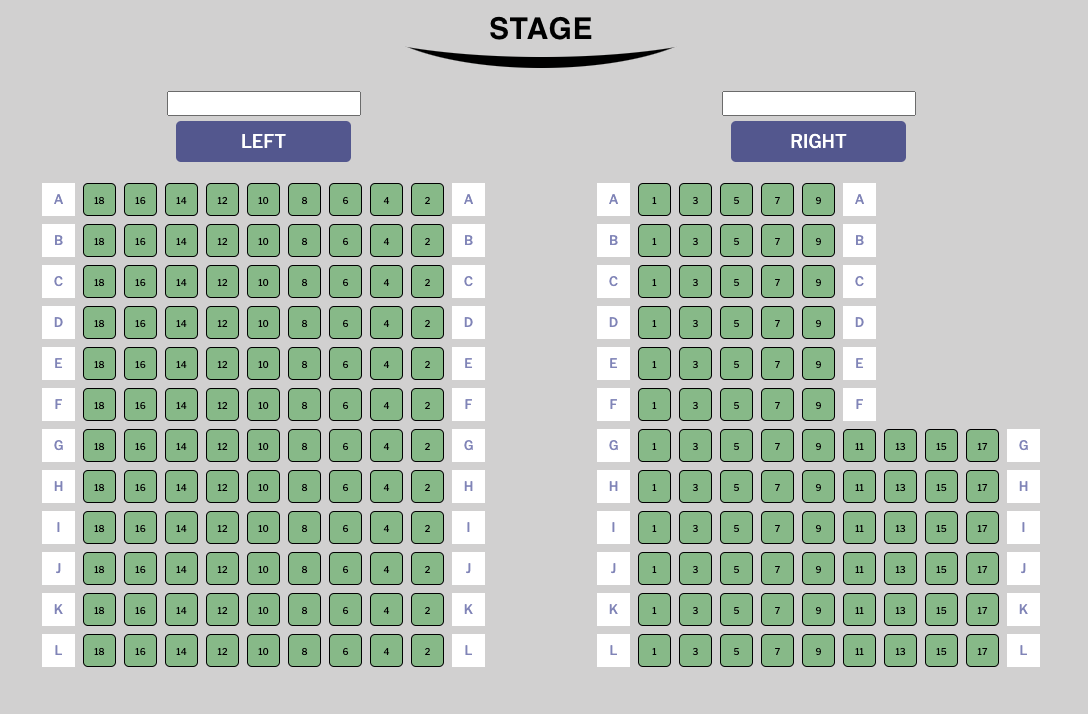 STAGE
LEFT RIGHT
A 18 16 14 12 10 8 6 4 2 A A 1 3 5 7 9 A
B 18 16 14 12 10 8 6 4 2 B B 1 3 5 7 9 B
C 18 16 14 12 10 8 6 4 2 C C 1 3 5 7 9 C
D 18 16 14 12 10 8 6 4 2 D D 1 3 5 7 9 D
E 18 16 14 12 10 8 6 4 2 E E 1 3 5 7 9 E
F 18 16 14 12 10 8 6 4 2 F F 1 3 5 7 9 F
G 18 16 14 12 10 8 6 4 2 G G 1 3 5 7 9 11 13 15 17 G
H 18 16 14 12 10 8 6 4 2 H H 1 3 5 7 9 11 13 15 17 H
I 18 16 14 12 10 8 6 4 2 I I 1 3 5 7 9 11 13 15 17 I
J 18 16 14 12 10 8 6 4 2 J J 1 3 5 7 9 11 13 15 17 J
K 18 16 14 12 10 8 6 4 2 K K 1 3 5 7 9 11 13 15 17 K
L 18 16 14 12 10 8 6 4 2 L L 1 3 5 7 9 11 13 15 17 L